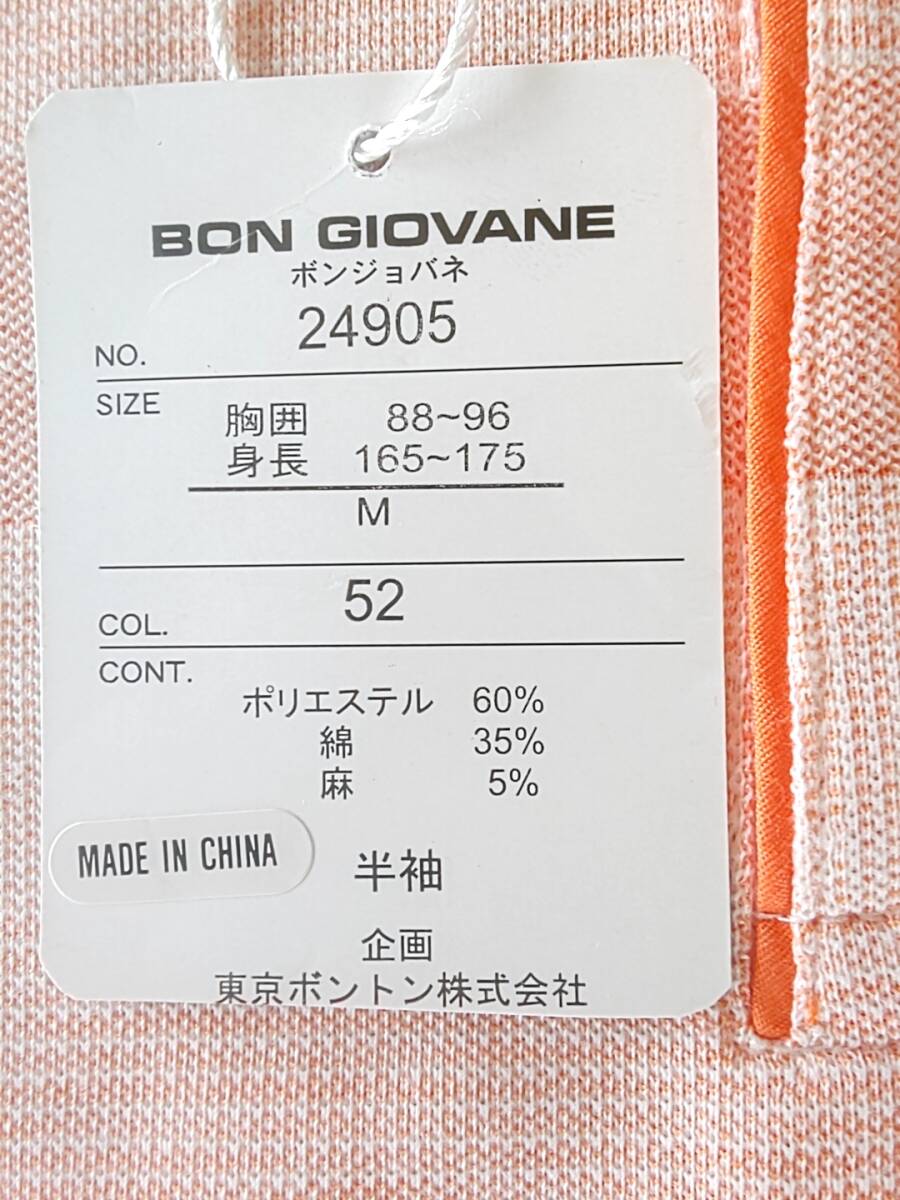 BON GIOVANE
ボンジョバネ
NO. 24905
SIZE
胸囲 88~96
身長 165~175
M
COL. 52
CONT.
ポリエステル 60%
綿 35%
麻 5%
MADE IN CHINA
半袖
企画
東京ボントン株式会社